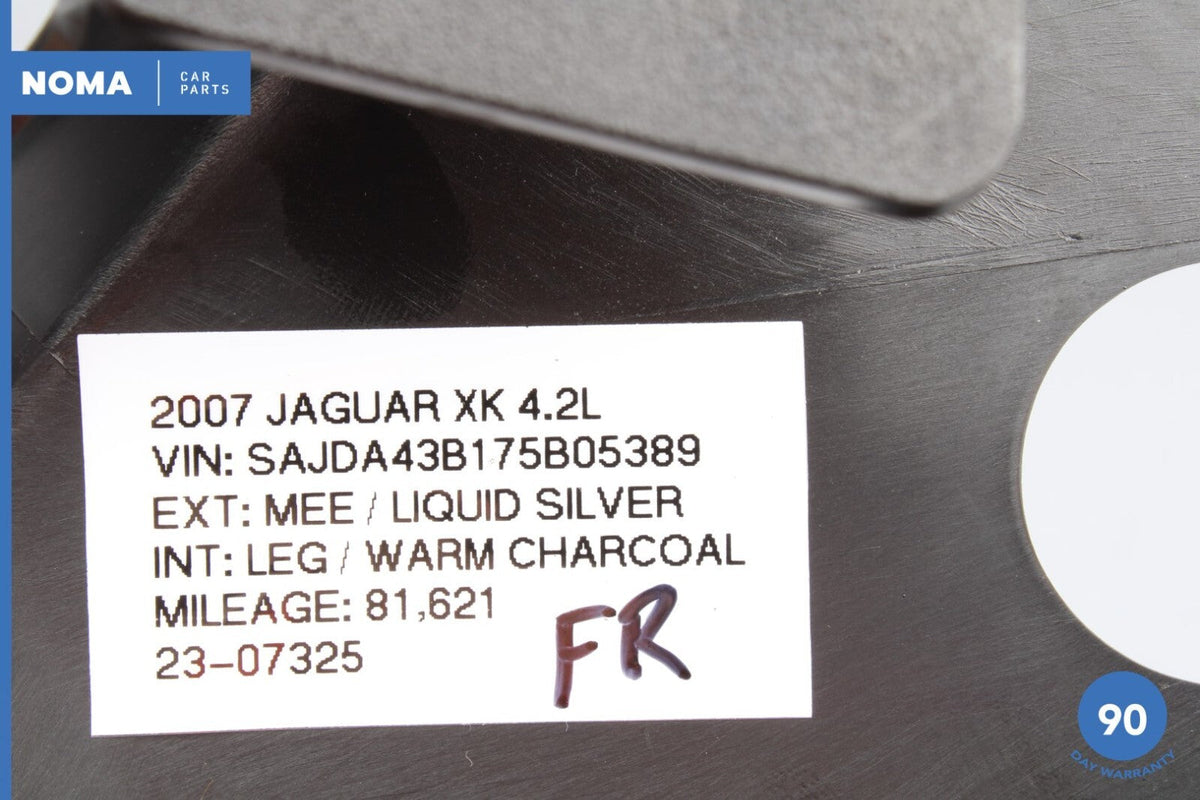 NOMA
CAR
PARTS
2007 JAGUAR XK 4.2L
VIN: SAJDA43B175B05389
EXT: MEE / LIQUID SILVER
INT: LEG / WARM CHARCOAL
MILEAGE: 81,621
23-07325
FR
90
DAY WARRANTY